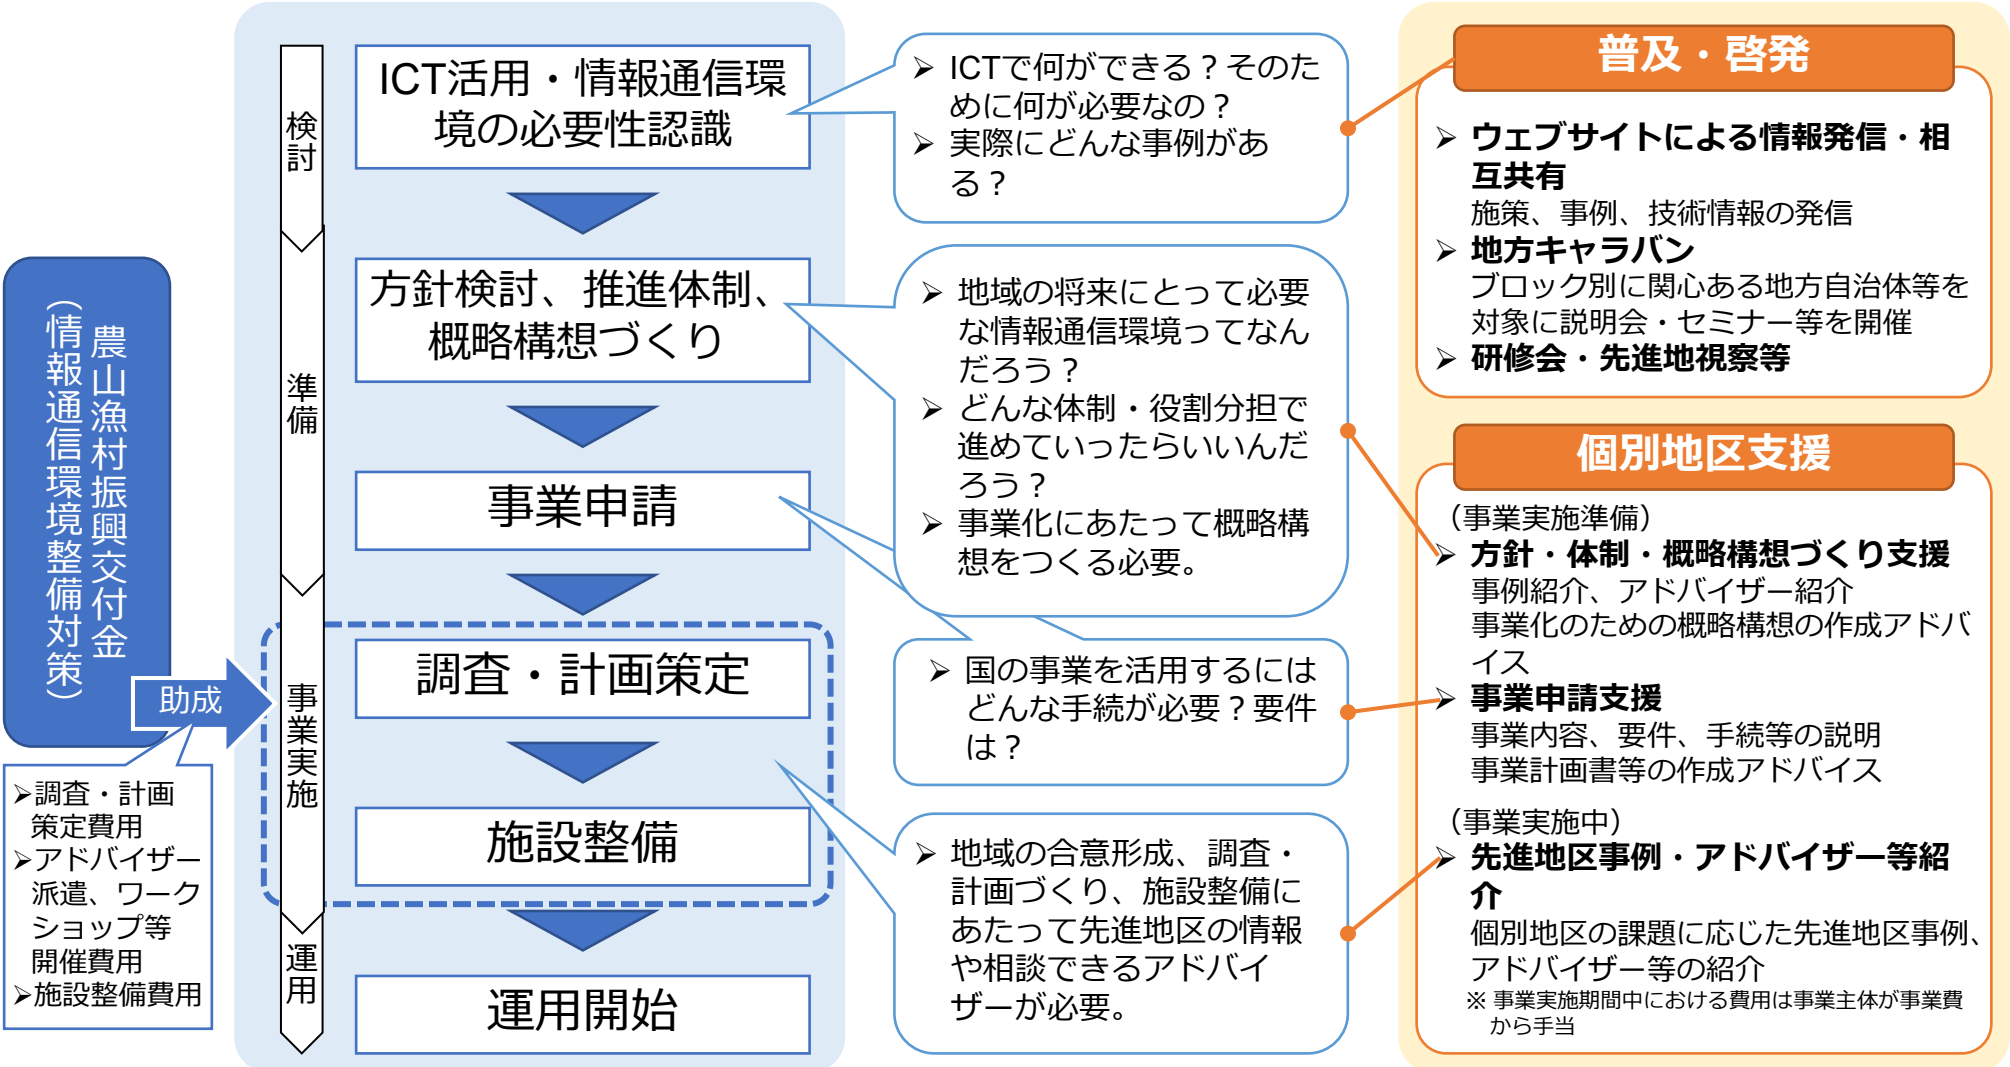 農山漁村振興交付金
（情報通信環境整備対策）
助成
➢調査・計画
策定費用
➢アドバイザー
派遣、ワーク
ショップ等
開催費用
➢施設整備費用
検討
準備
事業実施
運用
ICT活用・情報通信環
境の必要性認識
方針検討、推進体制、
概略構想づくり
事業申請
調査・計画策定
施設整備
運用開始
➢ ICTで何ができる？そのた
めに何が必要なの？
➢ 実際にどんな事例があ
る？
➢ 地域の将来にとって必要
な情報通信環境ってなん
だろう？
➢ どんな体制・役割分担で
進めていったらいいんだ
ろう？
➢ 事業化にあたって概略構
想をつくる必要。
➢ 国の事業を活用するには
どんな手続が必要？要件
は？
➢ 地域の合意形成、調査・
計画づくり、施設整備に
あたって先進地区の情報
や相談できるアドバイ
ザーが必要。
普及・啓発
➢ ウェブサイトによる情報発信・相
互共有
施策、事例、技術情報の発信
➢ 地方キャラバン
ブロック別に関心ある地方自治体等を
対象に説明会・セミナー等を開催
➢ 研修会・先進地視察等
個別地区支援
（事業実施準備）
➢ 方針・体制・概略構想づくり支援
事例紹介、アドバイザー紹介
事業化のための概略構想の作成アドバ
イス
➢ 事業申請支援
事業内容、要件、手続等の説明
事業計画書等の作成アドバイス
（事業実施中）
➢ 先進地区事例・アドバイザー等紹
介
個別地区の課題に応じた先進地区事例、
アドバイザー等の紹介
※ 事業実施期間中における費用は事業主体が事業費
から手当